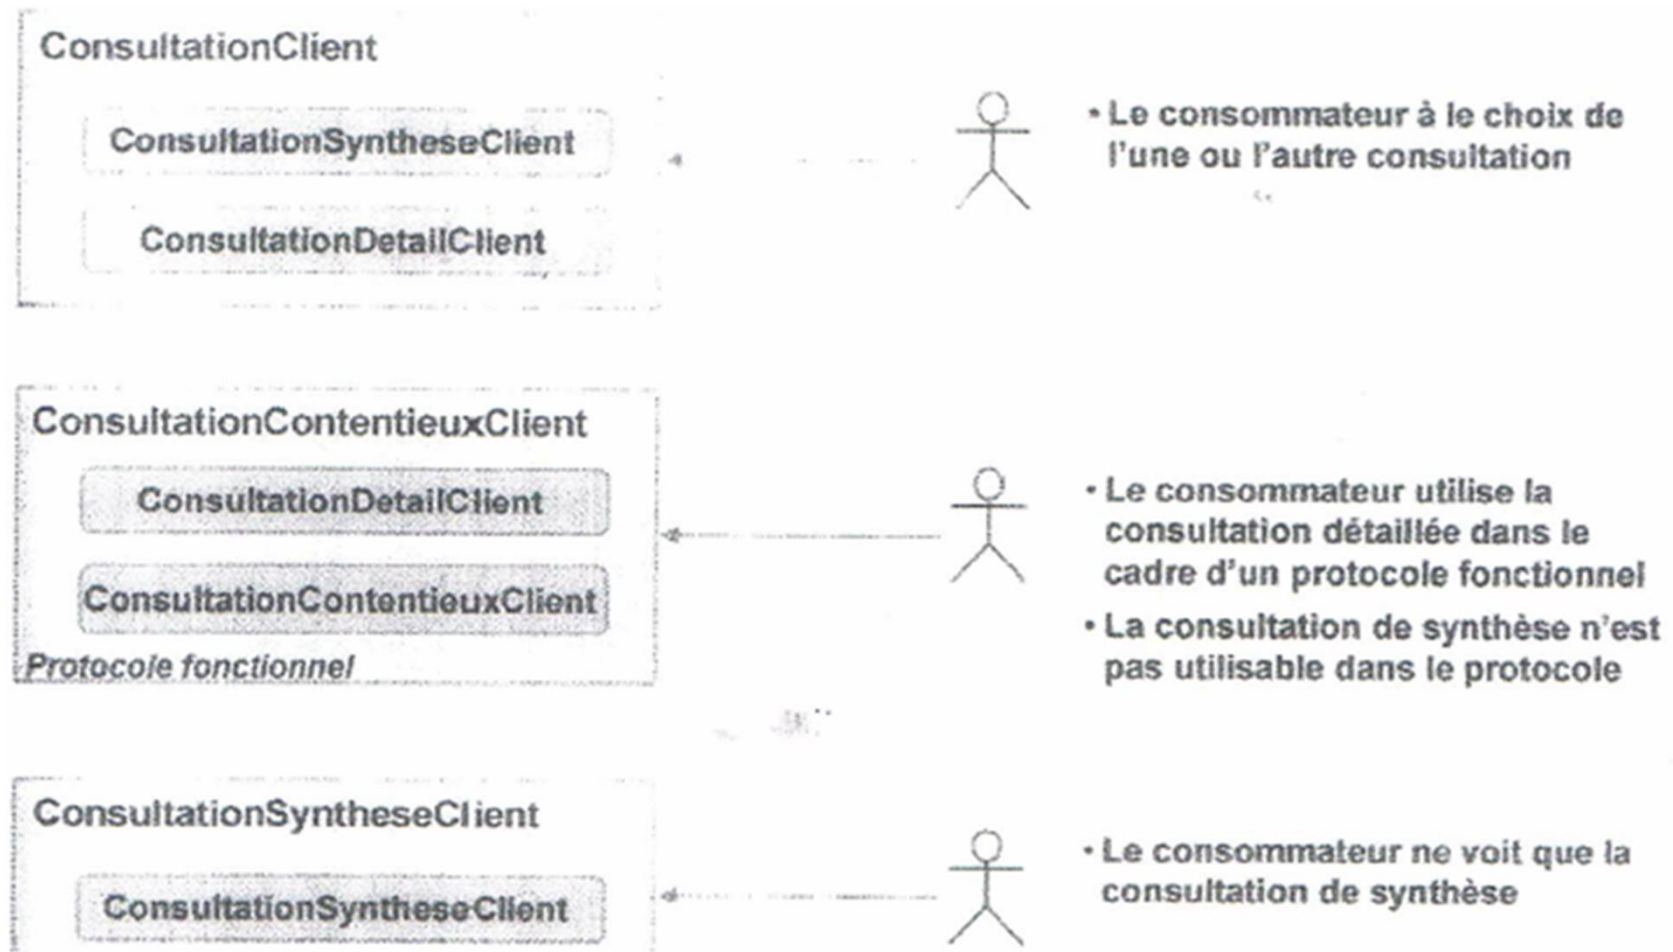 ConsultationClient
ConsultationSyntheseClient
ConsultationDetailClient
• Le consommateur à le choix de
l'une ou l'autre consultation
ConsultationContentieuxClient
ConsultationDetailClient
ConsultationContentieuxClient
Protocole fonctionnel
• Le consommateur utilise la
consultation détaillée dans le
cadre d'un protocole fonctionnel
• La consultation de synthèse n'est
pas utilisable dans le protocole
ConsultationSyntheseClient
ConsultationSyntheseClient
• Le consommateur ne voit que la
consultation de synthèse